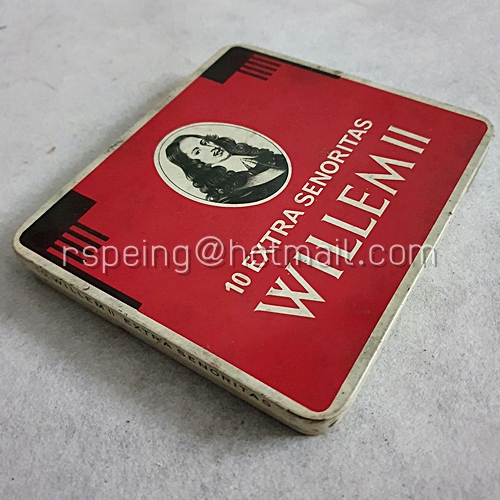 10 EXTRA SENORITAS
WILLEM II
rspeing@hotmail.com
WILLEM II EXTRA SENORITAS